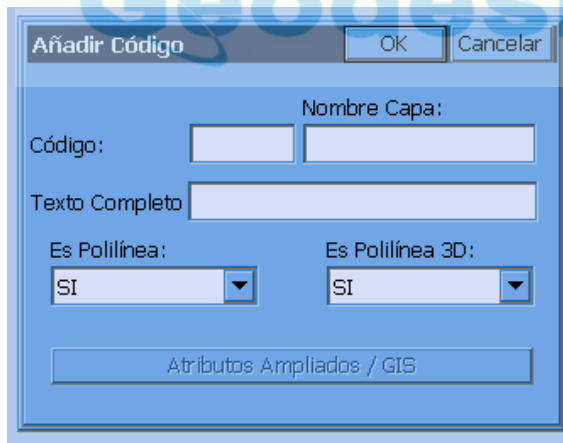 Geodes
Añadir Código OK Cancelar
Nombre Capa:
Código:
Texto Completo
Es Polilínea: Es Polilínea 3D:
SI SI
Atributos Ampliados / GIS